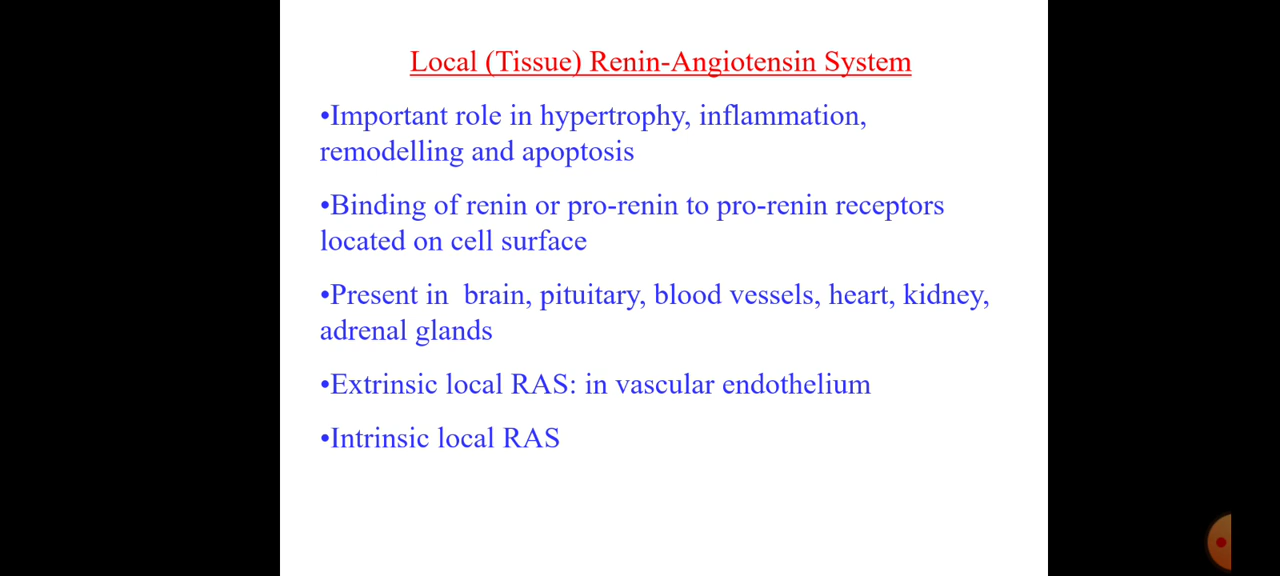 Local (Tissue) Renin-Angiotensin System
•Important role in hypertrophy, inflammation,
remodelling and apoptosis
•Binding of renin or pro-renin to pro-renin receptors
located on cell surface
•Present in  brain, pituitary, blood vessels, heart, kidney,
adrenal glands
•Extrinsic local RAS: in vascular endothelium
•Intrinsic local RAS